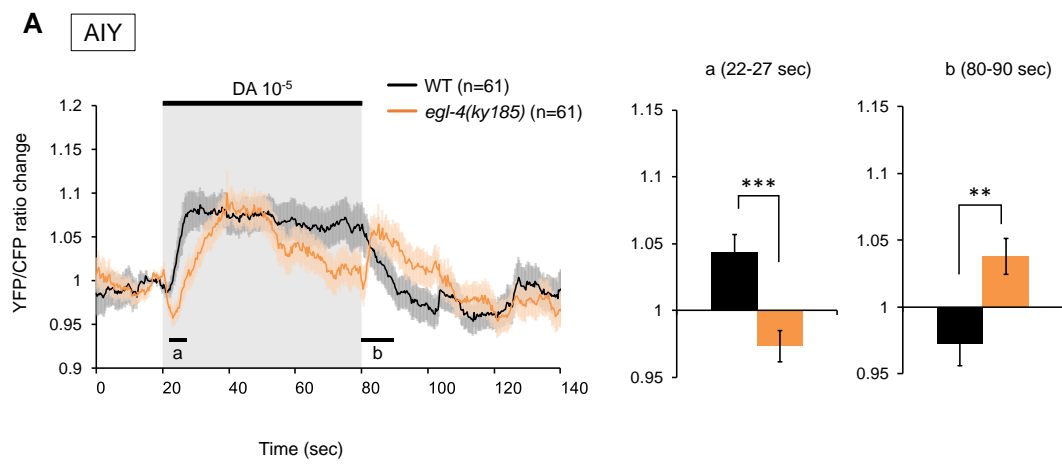 A
AIY
DA 10-5
WT (n=61)
egl-4(ky185) (n=61)
YFP/CFP ratio change
1.2
1.15
1.10
1.05
1
0.95
0.9
a
b
0 20 40 60 80 100 120 140
Time (sec)
a (22-27 sec)
1.15
1.1
1.05
1
0.95
***
b (80-90 sec)
1.15
1.1
1.05
1
0.95
**